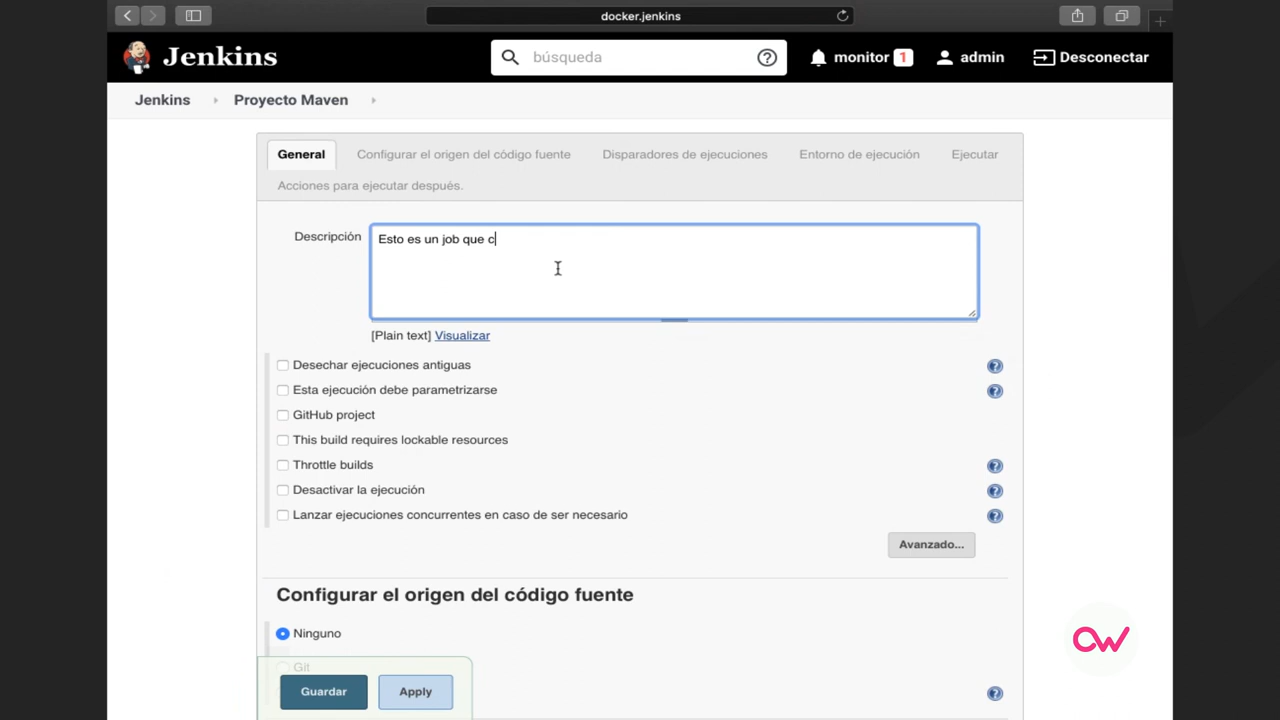 docker.jenkins
Jenkins
búsqueda
monitor 1
admin
Desconectar
Jenkins
Proyecto Maven
General
Configurar el origen del código fuente
Disparadores de ejecuciones
Entorno de ejecución
Ejecutar
Acciones para ejecutar después.
Descripción
Esto es un job que c
[Plain text] Visualizar
Desechar ejecuciones antiguas
Esta ejecución debe parametrizarse
GitHub project
This build requires lockable resources
Throttle builds
Desactivar la ejecución
Lanzar ejecuciones concurrentes en caso de ser necesario
Avanzado...
Configurar el origen del código fuente
Ninguno
Git
Guardar
Apply